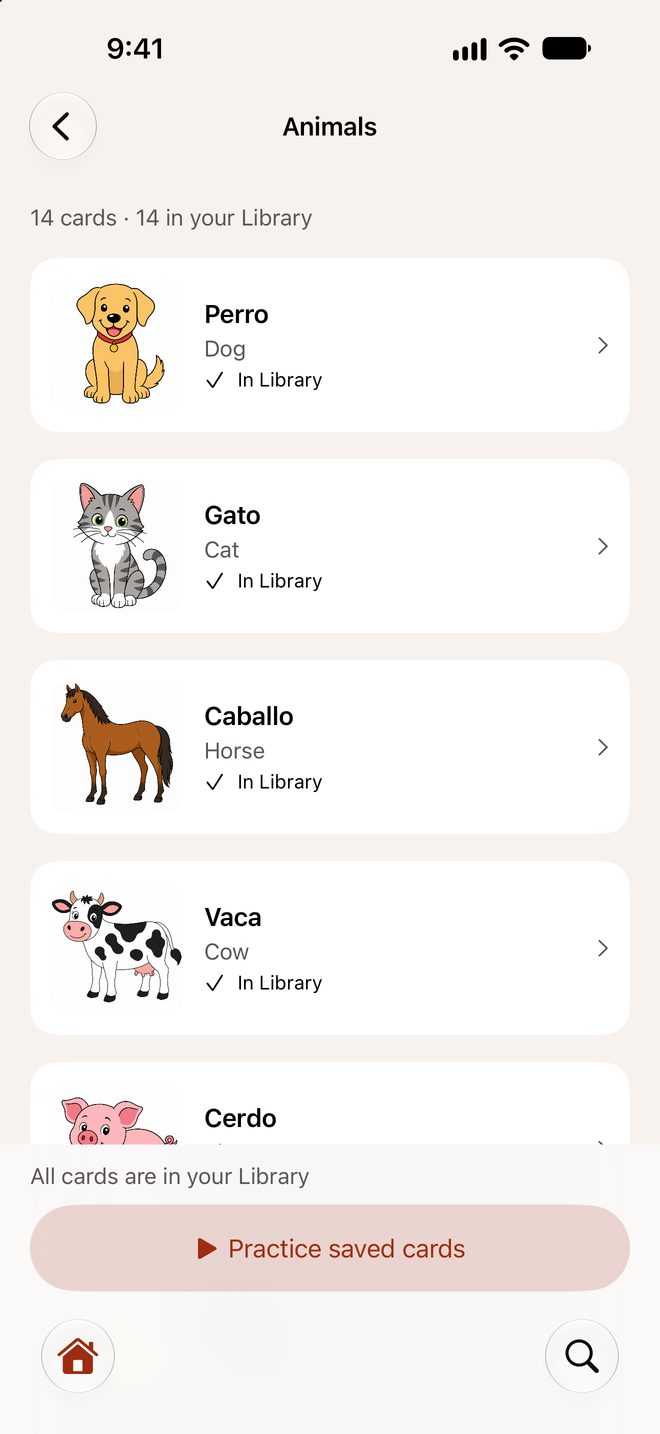 9:41
Animals
14 cards · 14 in your Library
Perro
Dog
In Library
Gato
Cat
In Library
Caballo
Horse
In Library
Vaca
Cow
In Library
Cerdo
All cards are in your Library
Practice saved cards